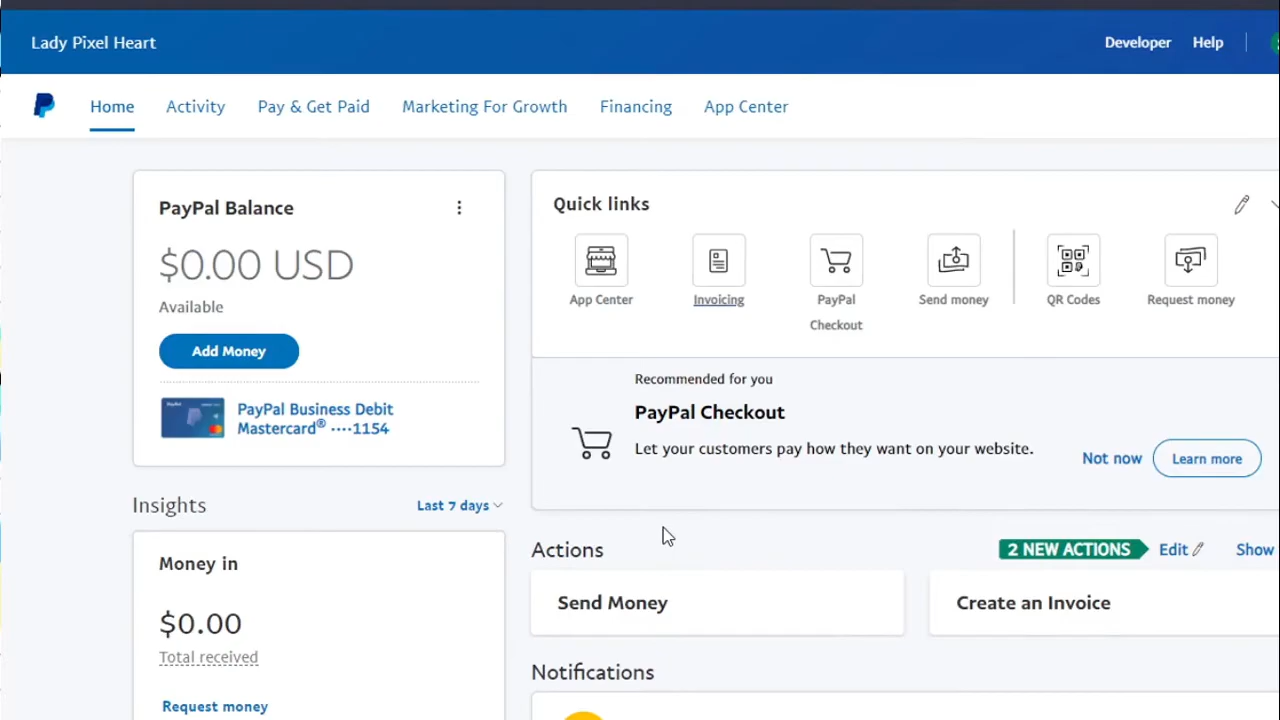 Lady Pixel Heart
Developer
Help
Home
Activity
Pay & Get Paid
Marketing For Growth
Financing
App Center
PayPal Balance
$0.00 USD
Available
Add Money
PayPal Business Debit
Mastercard® ····1154
Quick links
App Center
Invoicing
PayPal
Checkout
Send money
QR Codes
Request money
Recommended for you
PayPal Checkout
Let your customers pay how they want on your website.
Not now
Learn more
Insights
Last 7 days
Money in
$0.00
Total received
Request money
Actions
2 NEW ACTIONS
Edit
Show
Send Money
Create an Invoice
Notifications